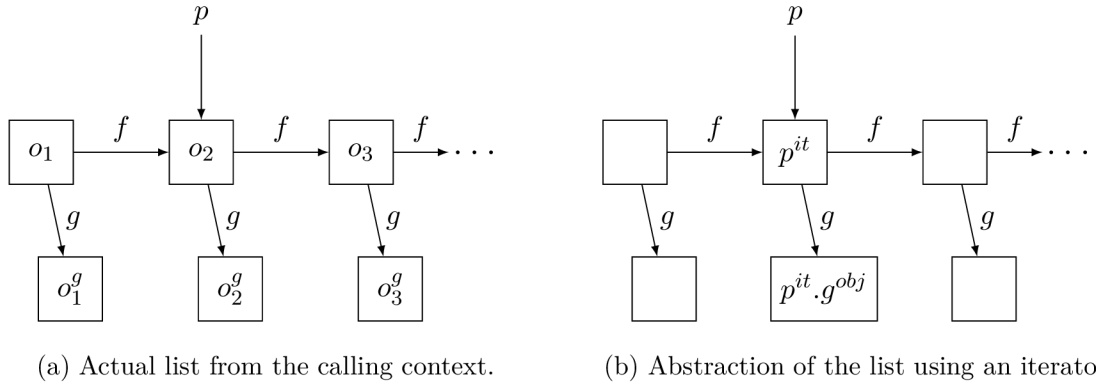 p p
f f f f f f
o₁ o₂ o₃ · · · pⁱᵗ · · ·
g g g g g
o₁ᵍ o₂ᵍ o₃ᵍ pⁱᵗ.gᵒᵇʲ
(a) Actual list from the calling context. (b) Abstraction of the list using an iterato